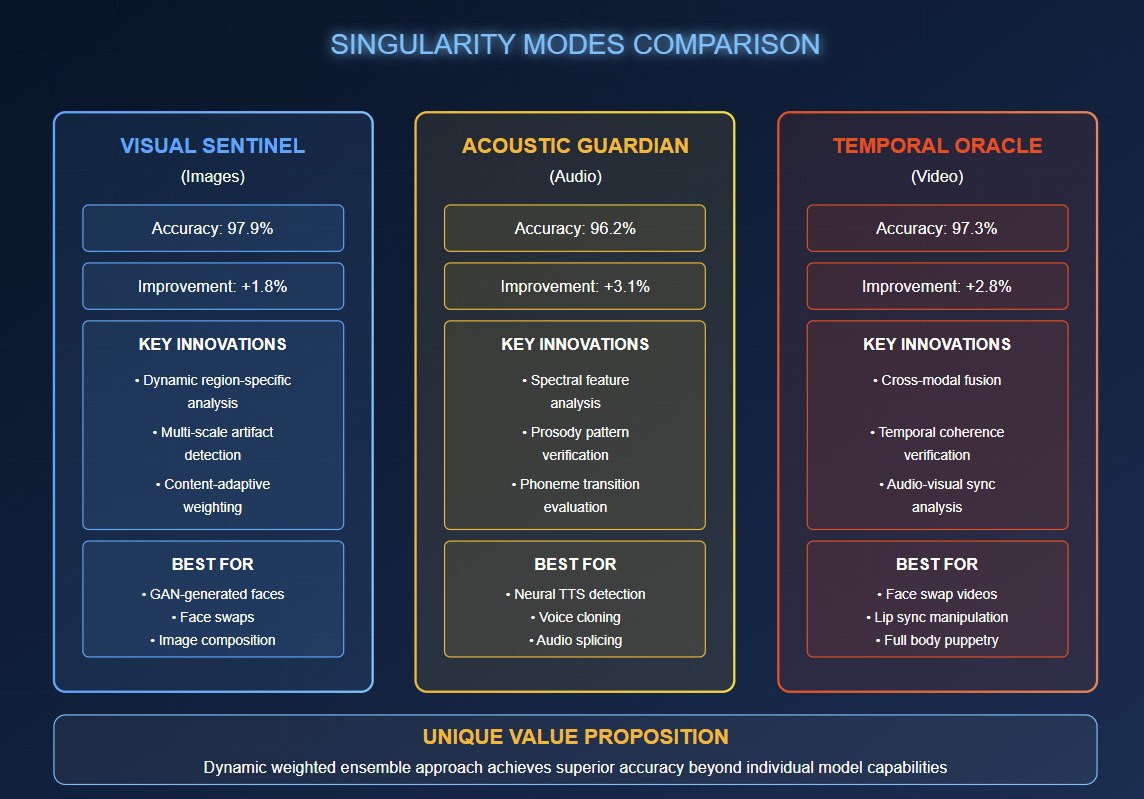 SINGULARITY MODES COMPARISON
VISUAL SENTINEL
(Images)
Accuracy: 97.9%
Improvement: +1.8%
KEY INNOVATIONS
• Dynamic region-specific
analysis
• Multi-scale artifact
detection
• Content-adaptive
weighting
BEST FOR
• GAN-generated faces
• Face swaps
• Image composition
ACOUSTIC GUARDIAN
(Audio)
Accuracy: 96.2%
Improvement: +3.1%
KEY INNOVATIONS
• Spectral feature
analysis
• Prosody pattern
verification
• Phoneme transition
evaluation
BEST FOR
• Neural TTS detection
• Voice cloning
• Audio splicing
TEMPORAL ORACLE
(Video)
Accuracy: 97.3%
Improvement: +2.8%
KEY INNOVATIONS
• Cross-modal fusion
• Temporal coherence
verification
• Audio-visual sync
analysis
BEST FOR
• Face swap videos
• Lip sync manipulation
• Full body puppetry
UNIQUE VALUE PROPOSITION
Dynamic weighted ensemble approach achieves superior accuracy beyond individual model capabilities